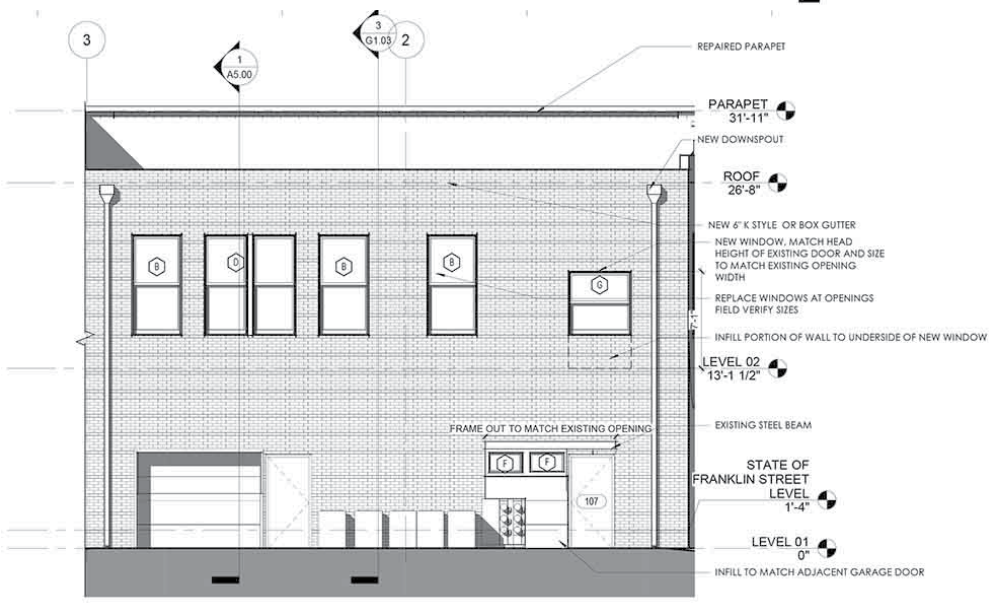 3
1
A5.00
3
G1.03
2
REPAIRED PARAPET
PARAPET
31'-11"
NEW DOWNSPOUT
ROOF
26'-8"
NEW 6" K STYLE OR BOX GUTTER
NEW WINDOW, MATCH HEAD
HEIGHT OF EXISTING DOOR AND SIZE
TO MATCH EXISTING OPENING
WIDTH
B
D
B
B
G
REPLACE WINDOWS AT OPENINGS
FIELD VERIFY SIZES
7'-1"
INFILL PORTION OF WALL TO UNDERSIDE OF NEW WINDOW
LEVEL 02
13'-1 1/2"
FRAME OUT TO MATCH EXISTING OPENING
EXISTING STEEL BEAM
F
F
107
STATE OF
FRANKLIN STREET
LEVEL
1'-4"
LEVEL 01
0"
INFILL TO MATCH ADJACENT GARAGE DOOR